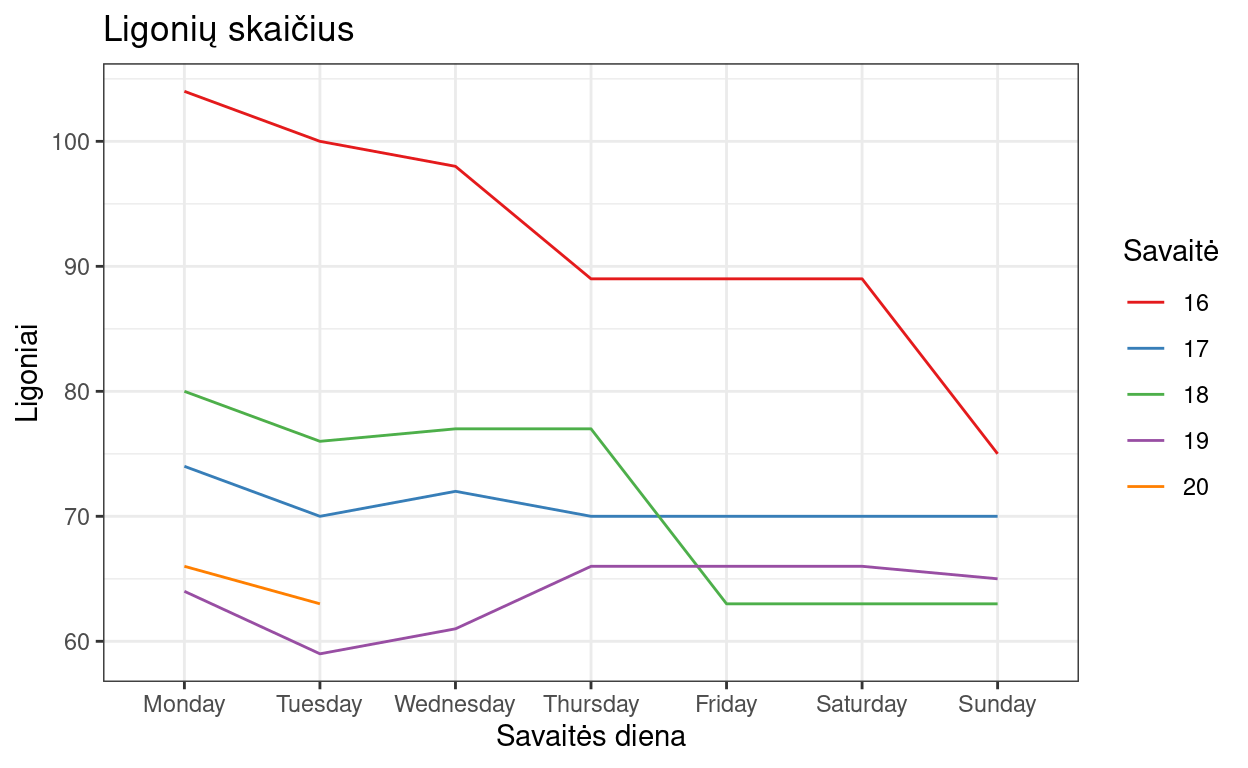 Ligonių skaičius
100
90
80
70
60
Ligoniai
Monday Tuesday Wednesday Thursday Friday Saturday Sunday
Savaitės diena
Savaitė
16
17
18
19
20